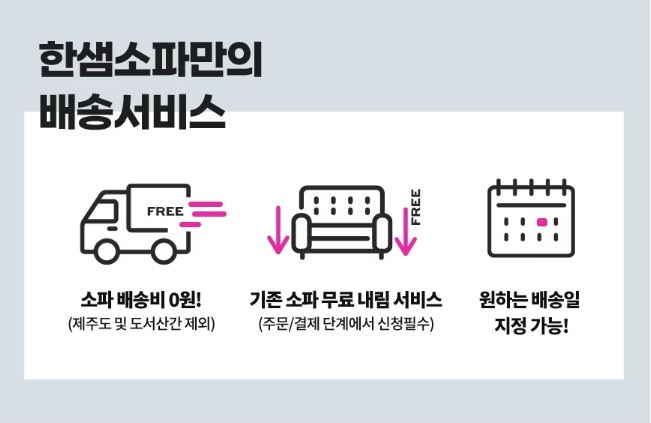 한샘소파만의
배송서비스
FREE
FREE
소파 배송비 0원!
(제주도 및 도서산간 제외)
기존 소파 무료 내림 서비스
(주문/결제 단계에서 신청필수)
원하는 배송일
지정 가능!